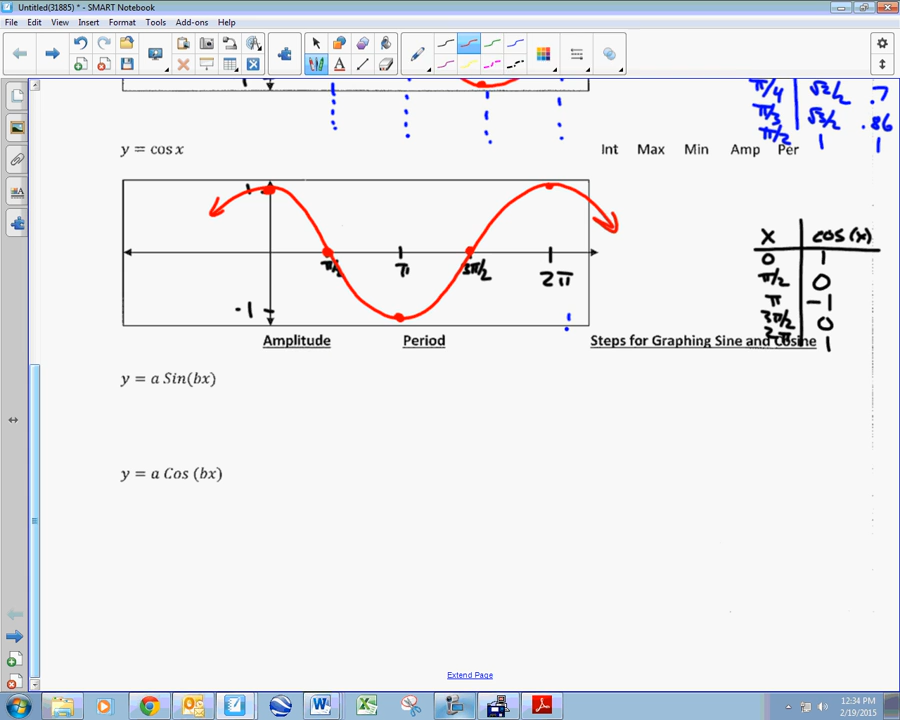 Untitled(31885) * - SMART Notebook
File Edit View Insert Format Tools Add-ons Help
π/4 √2/2 .7
π/3 √3/2 .86
π/2 1 1
y = cos x
Int Max Min Amp Per
1
π/2 π 3π/2 2π
-1
x cos(x)
0 1
π/2 0
π -1
3π/2 0
2π 1
Amplitude Period Steps for Graphing Sine and Cosine
y = a Sin(bx)
y = a Cos (bx)
Extend Page
12:34 PM
2/19/2015